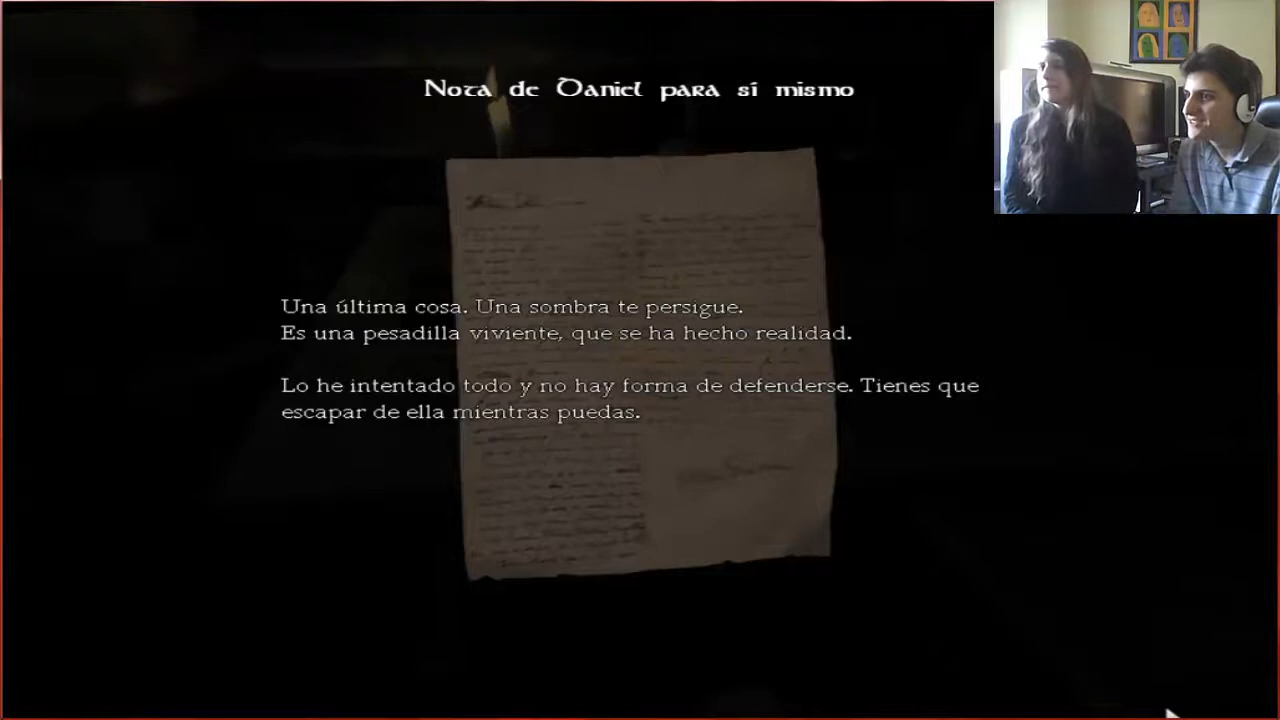 Nota de Daniel para sí mismo
Una última cosa. Una sombra te persigue.
Es una pesadilla viviente, que se ha hecho realidad.
Lo he intentado todo y no hay forma de defenderse. Tienes que
escapar de ella mientras puedas.